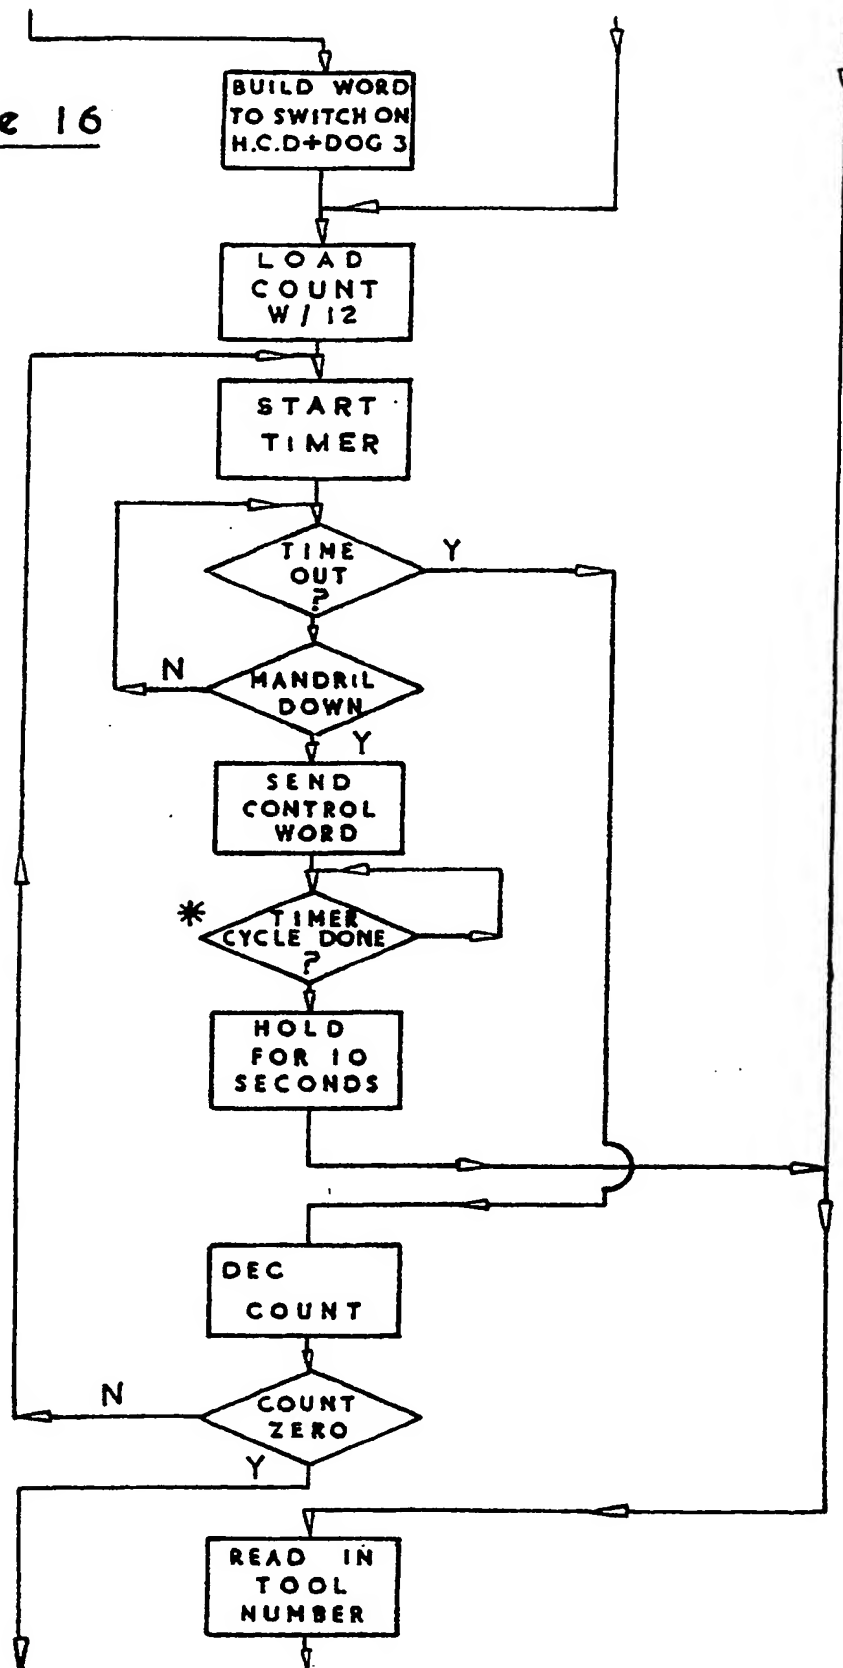 e 16
BUILD WORD
TO SWITCH ON
H.C.D+DOG 3
LOAD
COUNT
W/12
START
TIMER
TIME
OUT
?
Y
MANDRIL
DOWN
N
Y
SEND
CONTROL
WORD
*
TIMER
CYCLE DONE
?
HOLD
FOR 10
SECONDS
DEC
COUNT
COUNT
ZERO
N
Y
READ IN
TOOL
NUMBER